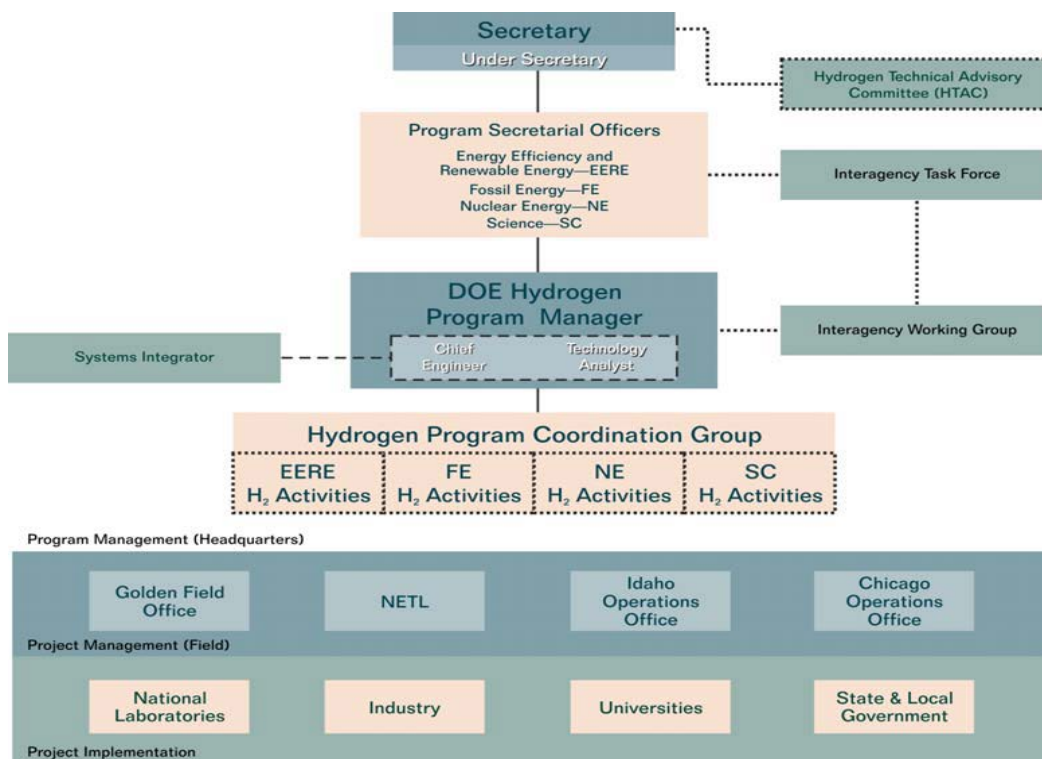 Secretary
Under Secretary
Hydrogen Technical Advisory
Committee (HTAC)
Program Secretarial Officers
Energy Efficiency and
Renewable Energy—EERE
Fossil Energy—FE
Nuclear Energy—NE
Science—SC
Interagency Task Force
DOE Hydrogen
Program Manager
Chief
Engineer
Technology
Analyst
Interagency Working Group
Systems Integrator
Hydrogen Program Coordination Group
EERE
H₂ Activities
FE
H₂ Activities
NE
H₂ Activities
SC
H₂ Activities
Program Management (Headquarters)
Golden Field
Office
NETL
Idaho
Operations
Office
Chicago
Operations
Office
Project Management (Field)
National
Laboratories
Industry
Universities
State & Local
Government
Project Implementation